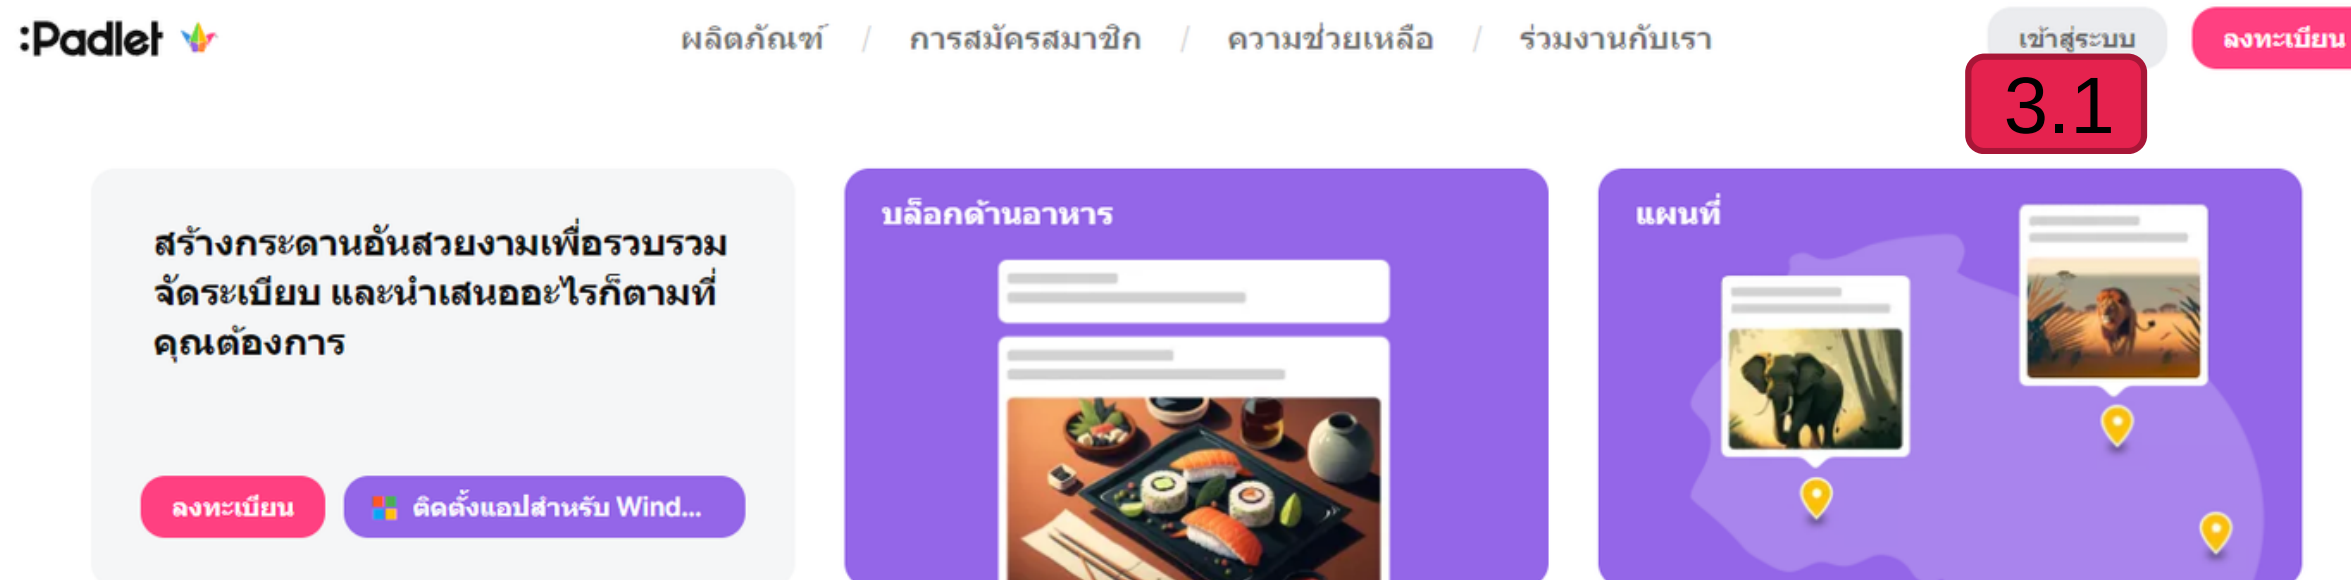 :Padlet
ผลิตภัณฑ์ / การสมัครสมาชิก / ความช่วยเหลือ / ร่วมงานกับเรา
เข้าสู่ระบบ
ลงทะเบียน
3.1
สร้างกระดานอันสวยงามเพื่อรวบรวม
จัดระเบียบ และนำเสนออะไรก็ตามที่
คุณต้องการ
ลงทะเบียน
ติดตั้งแอปสำหรับ Wind...
บล็อกด้านอาหาร
แผนที่